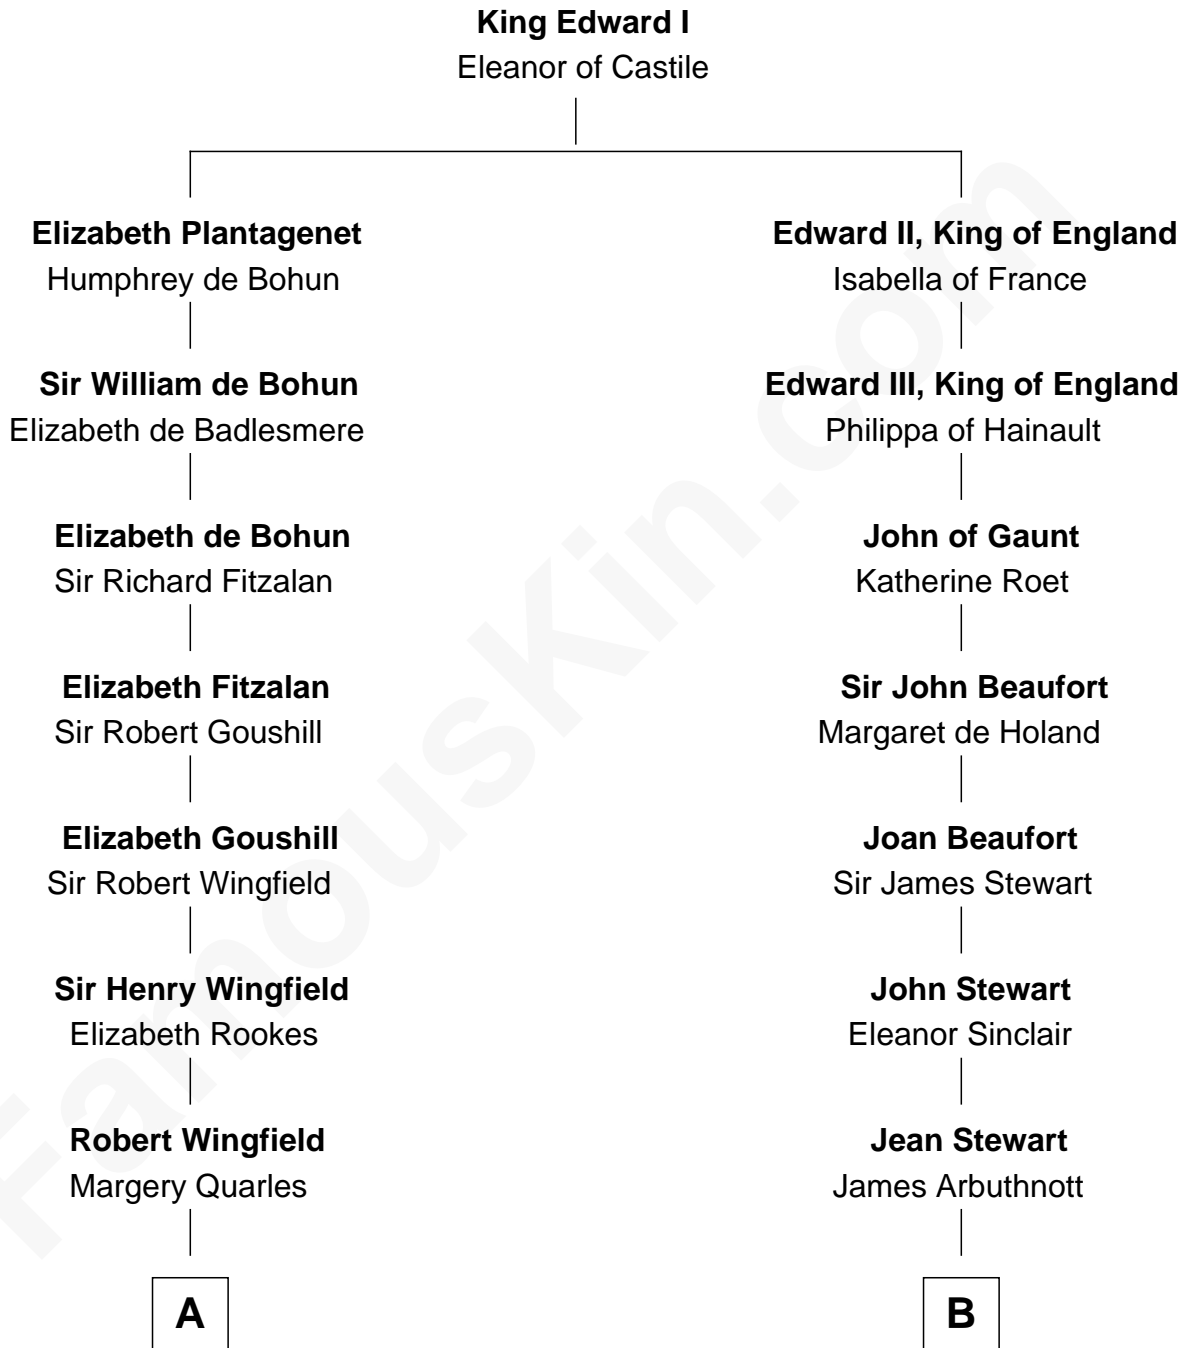 King Edward I
Eleanor of Castile
Elizabeth Plantagenet
Humphrey de Bohun
Edward II, King of England
Isabella of France
Sir William de Bohun
Elizabeth de Badlesmere
Edward III, King of England
Philippa of Hainault
Elizabeth de Bohun
Sir Richard Fitzalan
John of Gaunt
Katherine Roet
Elizabeth Fitzalan
Sir Robert Goushill
Sir John Beaufort
Margaret de Holand
Elizabeth Goushill
Sir Robert Wingfield
Joan Beaufort
Sir James Stewart
Sir Henry Wingfield
Elizabeth Rookes
John Stewart
Eleanor Sinclair
Robert Wingfield
Margery Quarles
Jean Stewart
James Arbuthnott
A
B
FamousKin.com